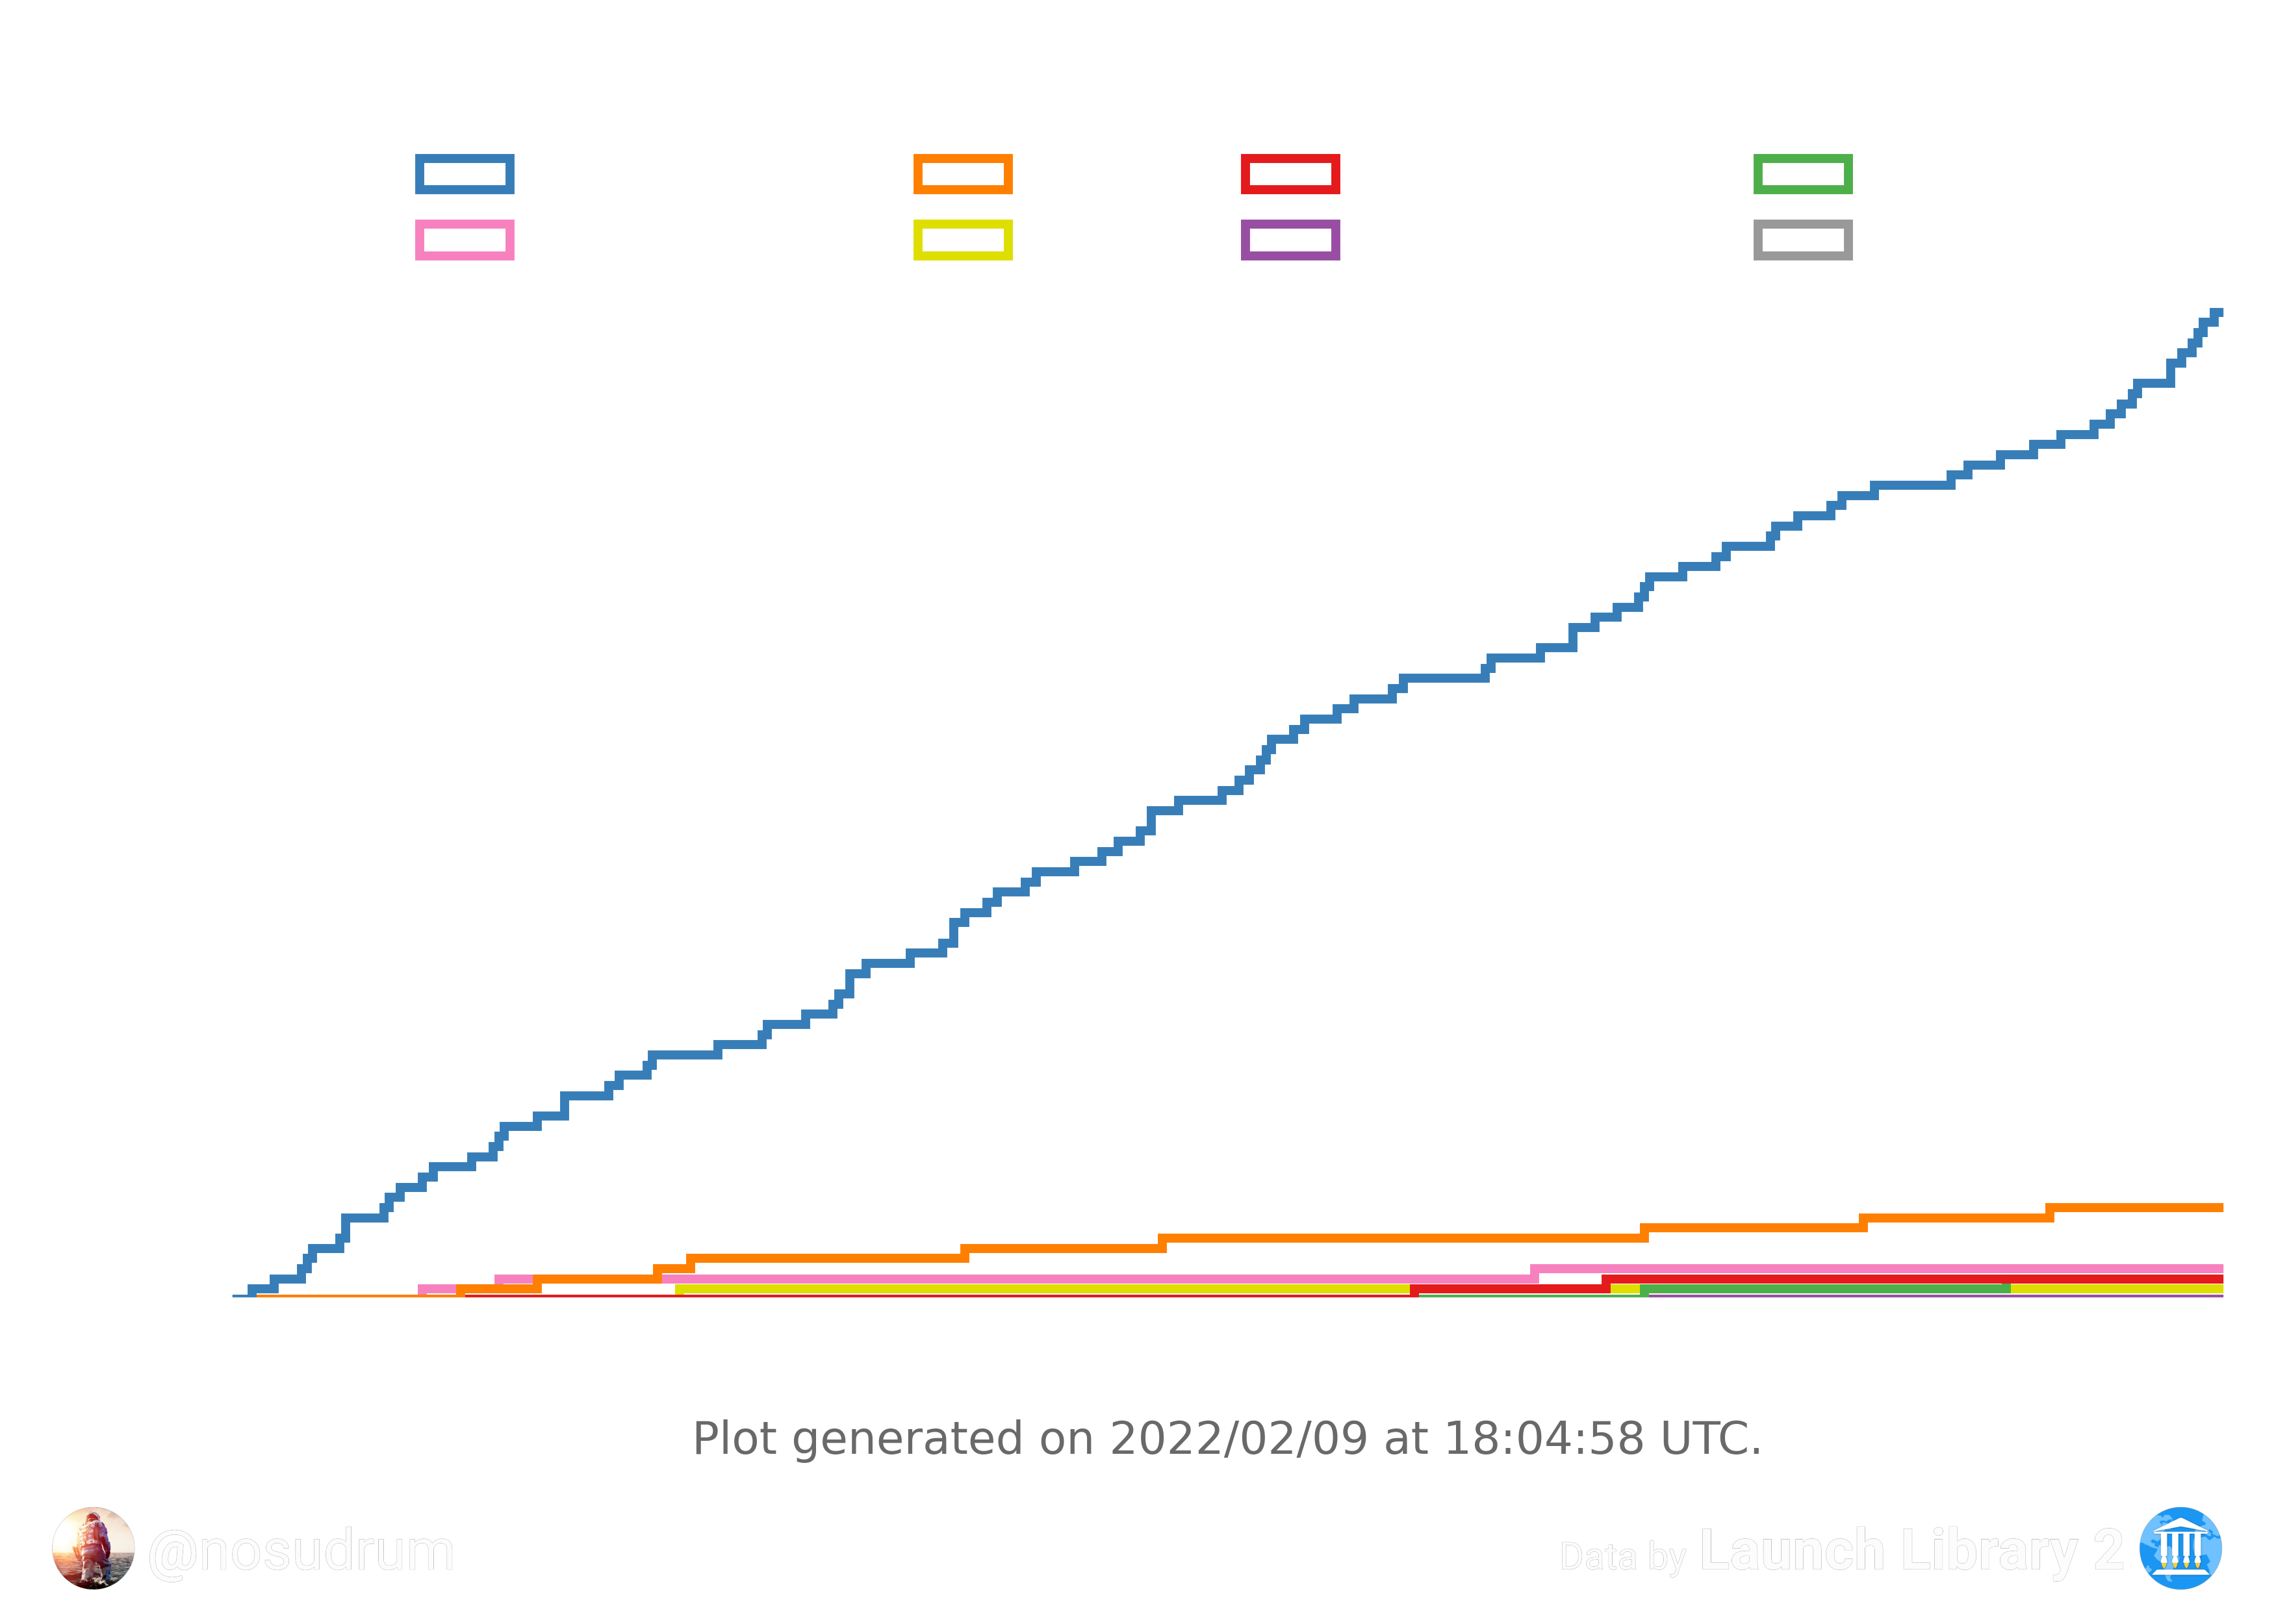 Plot generated on 2022/02/09 at 18:04:58 UTC.
@nosudrum
Data by Launch Library 2